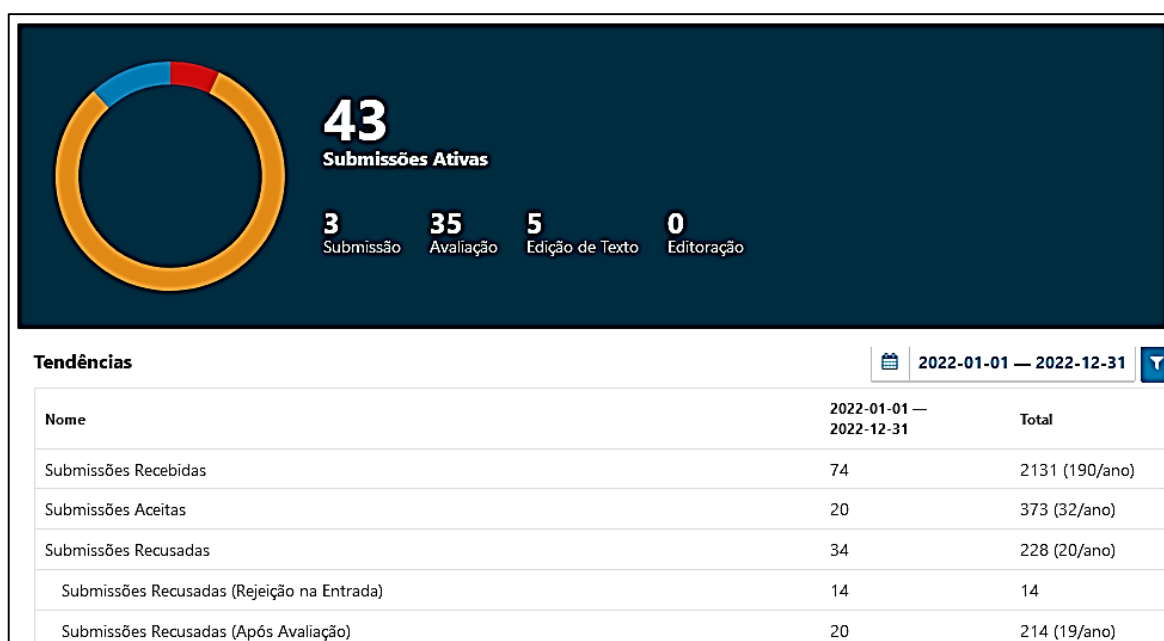 43
Submissões Ativas
3 35 5 0
Submissão Avaliação Edição de Texto Editoração
Tendências 2022-01-01 — 2022-12-31
Nome 2022-01-01 — 2022-12-31 Total
Submissões Recebidas 74 2131 (190/ano)
Submissões Aceitas 20 373 (32/ano)
Submissões Recusadas 34 228 (20/ano)
Submissões Recusadas (Rejeição na Entrada) 14 14
Submissões Recusadas (Após Avaliação) 20 214 (19/ano)